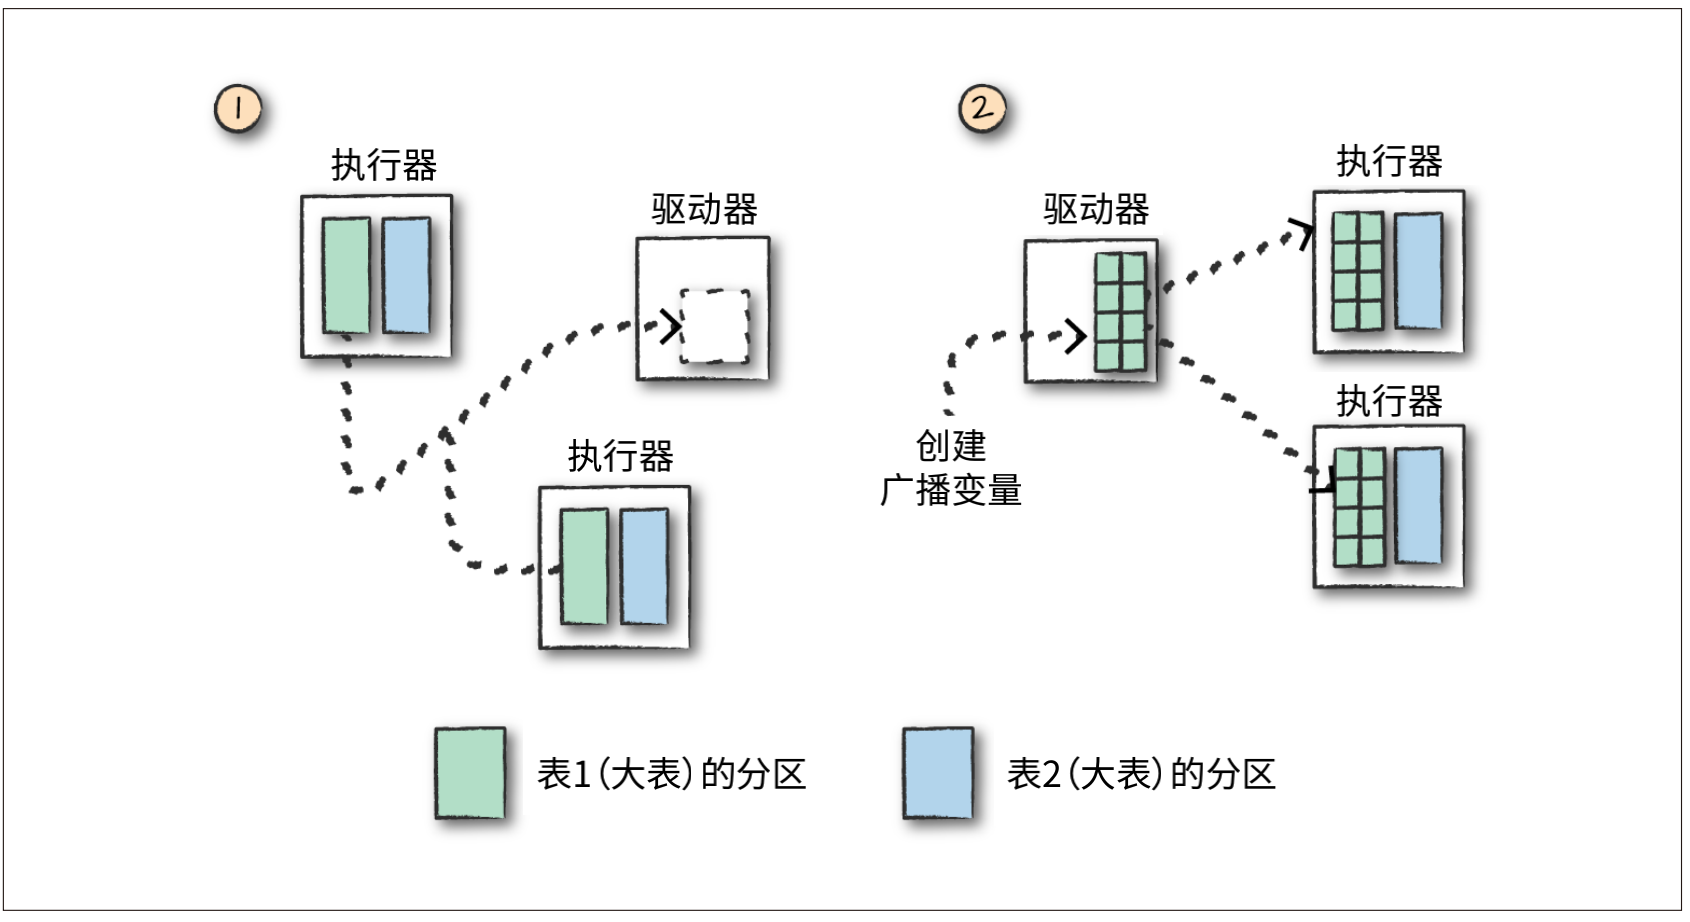 1
执行器
驱动器
执行器
2
驱动器
创建
广播变量
执行器
执行器
表1（大表）的分区
表2（大表）的分区